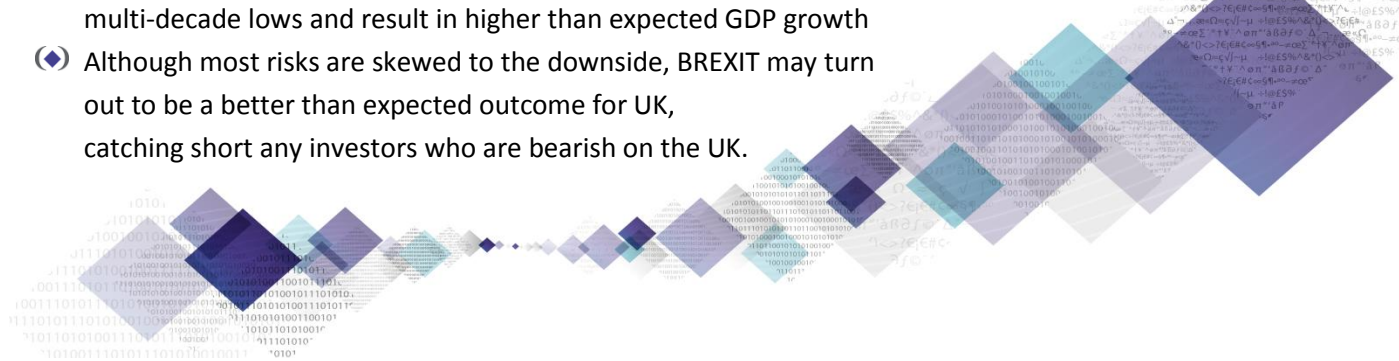 multi-decade lows and result in higher than expected GDP growth
Although most risks are skewed to the downside, BREXIT may turn
out to be a better than expected outcome for UK,
catching short any investors who are bearish on the UK.